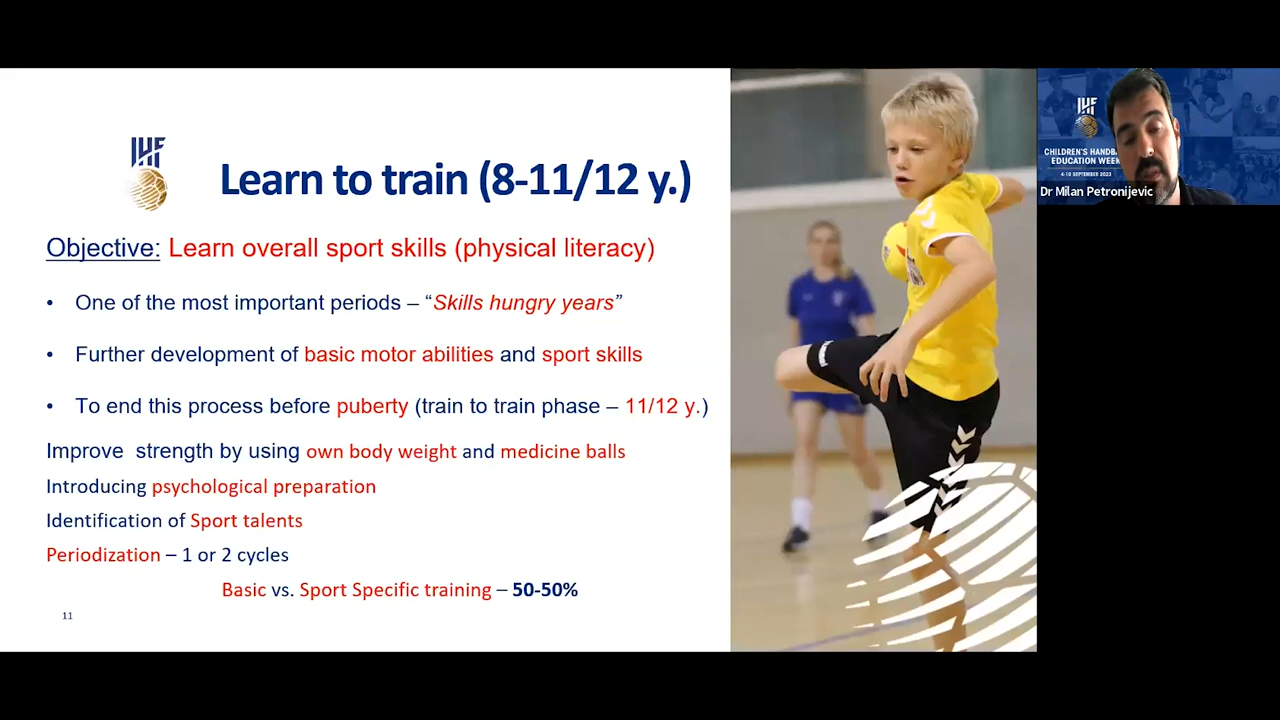 IHF
Learn to train (8-11/12 y.)
Objective: Learn overall sport skills (physical literacy)
• One of the most important periods – “Skills hungry years”
• Further development of basic motor abilities and sport skills
• To end this process before puberty (train to train phase – 11/12 y.)
Improve strength by using own body weight and medicine balls
Introducing psychological preparation
Identification of Sport talents
Periodization – 1 or 2 cycles
Basic vs. Sport Specific training – 50-50%
11
IHF
CHILDREN'S HANDBA
EDUCATION WEEK
4-10 SEPTEMBER 2023
Dr Milan Petronijevic